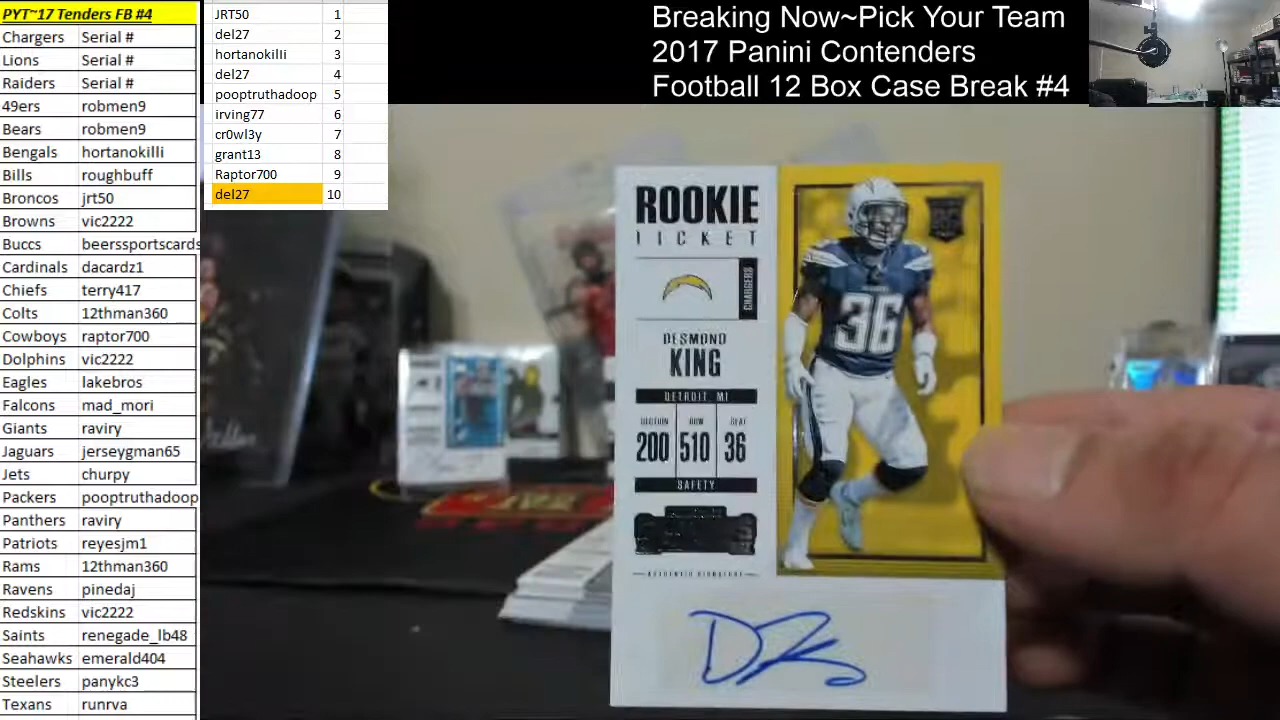 PYT~17 Tenders FB #4
Chargers Serial #
Lions Serial #
Raiders Serial #
49ers robmen9
Bears robmen9
Bengals hortanokilli
Bills roughbuff
Broncos jrt50
Browns vic2222
Buccs beerssportscards
Cardinals dacardz1
Chiefs terry417
Colts 12thman360
Cowboys raptor700
Dolphins vic2222
Eagles lakebros
Falcons mad_mori
Giants raviry
Jaguars jerseygman65
Jets churpy
Packers pooptruthadoop
Panthers raviry
Patriots reyesjm1
Rams 12thman360
Ravens pinedaj
Redskins vic2222
Saints renegade_lb48
Seahawks emerald404
Steelers panykc3
Texans runrva
JRT50 1
del27 2
hortanokilli 3
del27 4
pooptruthadoop 5
irving77 6
cr0wl3y 7
grant13 8
Raptor700 9
del27 10
Breaking Now~Pick Your Team
2017 Panini Contenders
Football 12 Box Case Break #4
ROOKIE
TICKET
CHARGERS
DESMOND
KING
DETROIT, MI
SECTION ROW SEAT
200 510 36
SAFETY
AUTHENTIC SIGNATURE
36